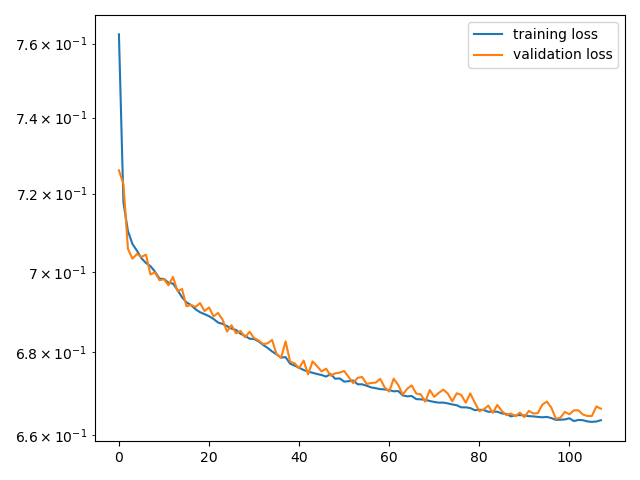 training loss
validation loss
7.6 × 10⁻¹
7.4 × 10⁻¹
7.2 × 10⁻¹
7 × 10⁻¹
6.8 × 10⁻¹
6.6 × 10⁻¹
0 20 40 60 80 100